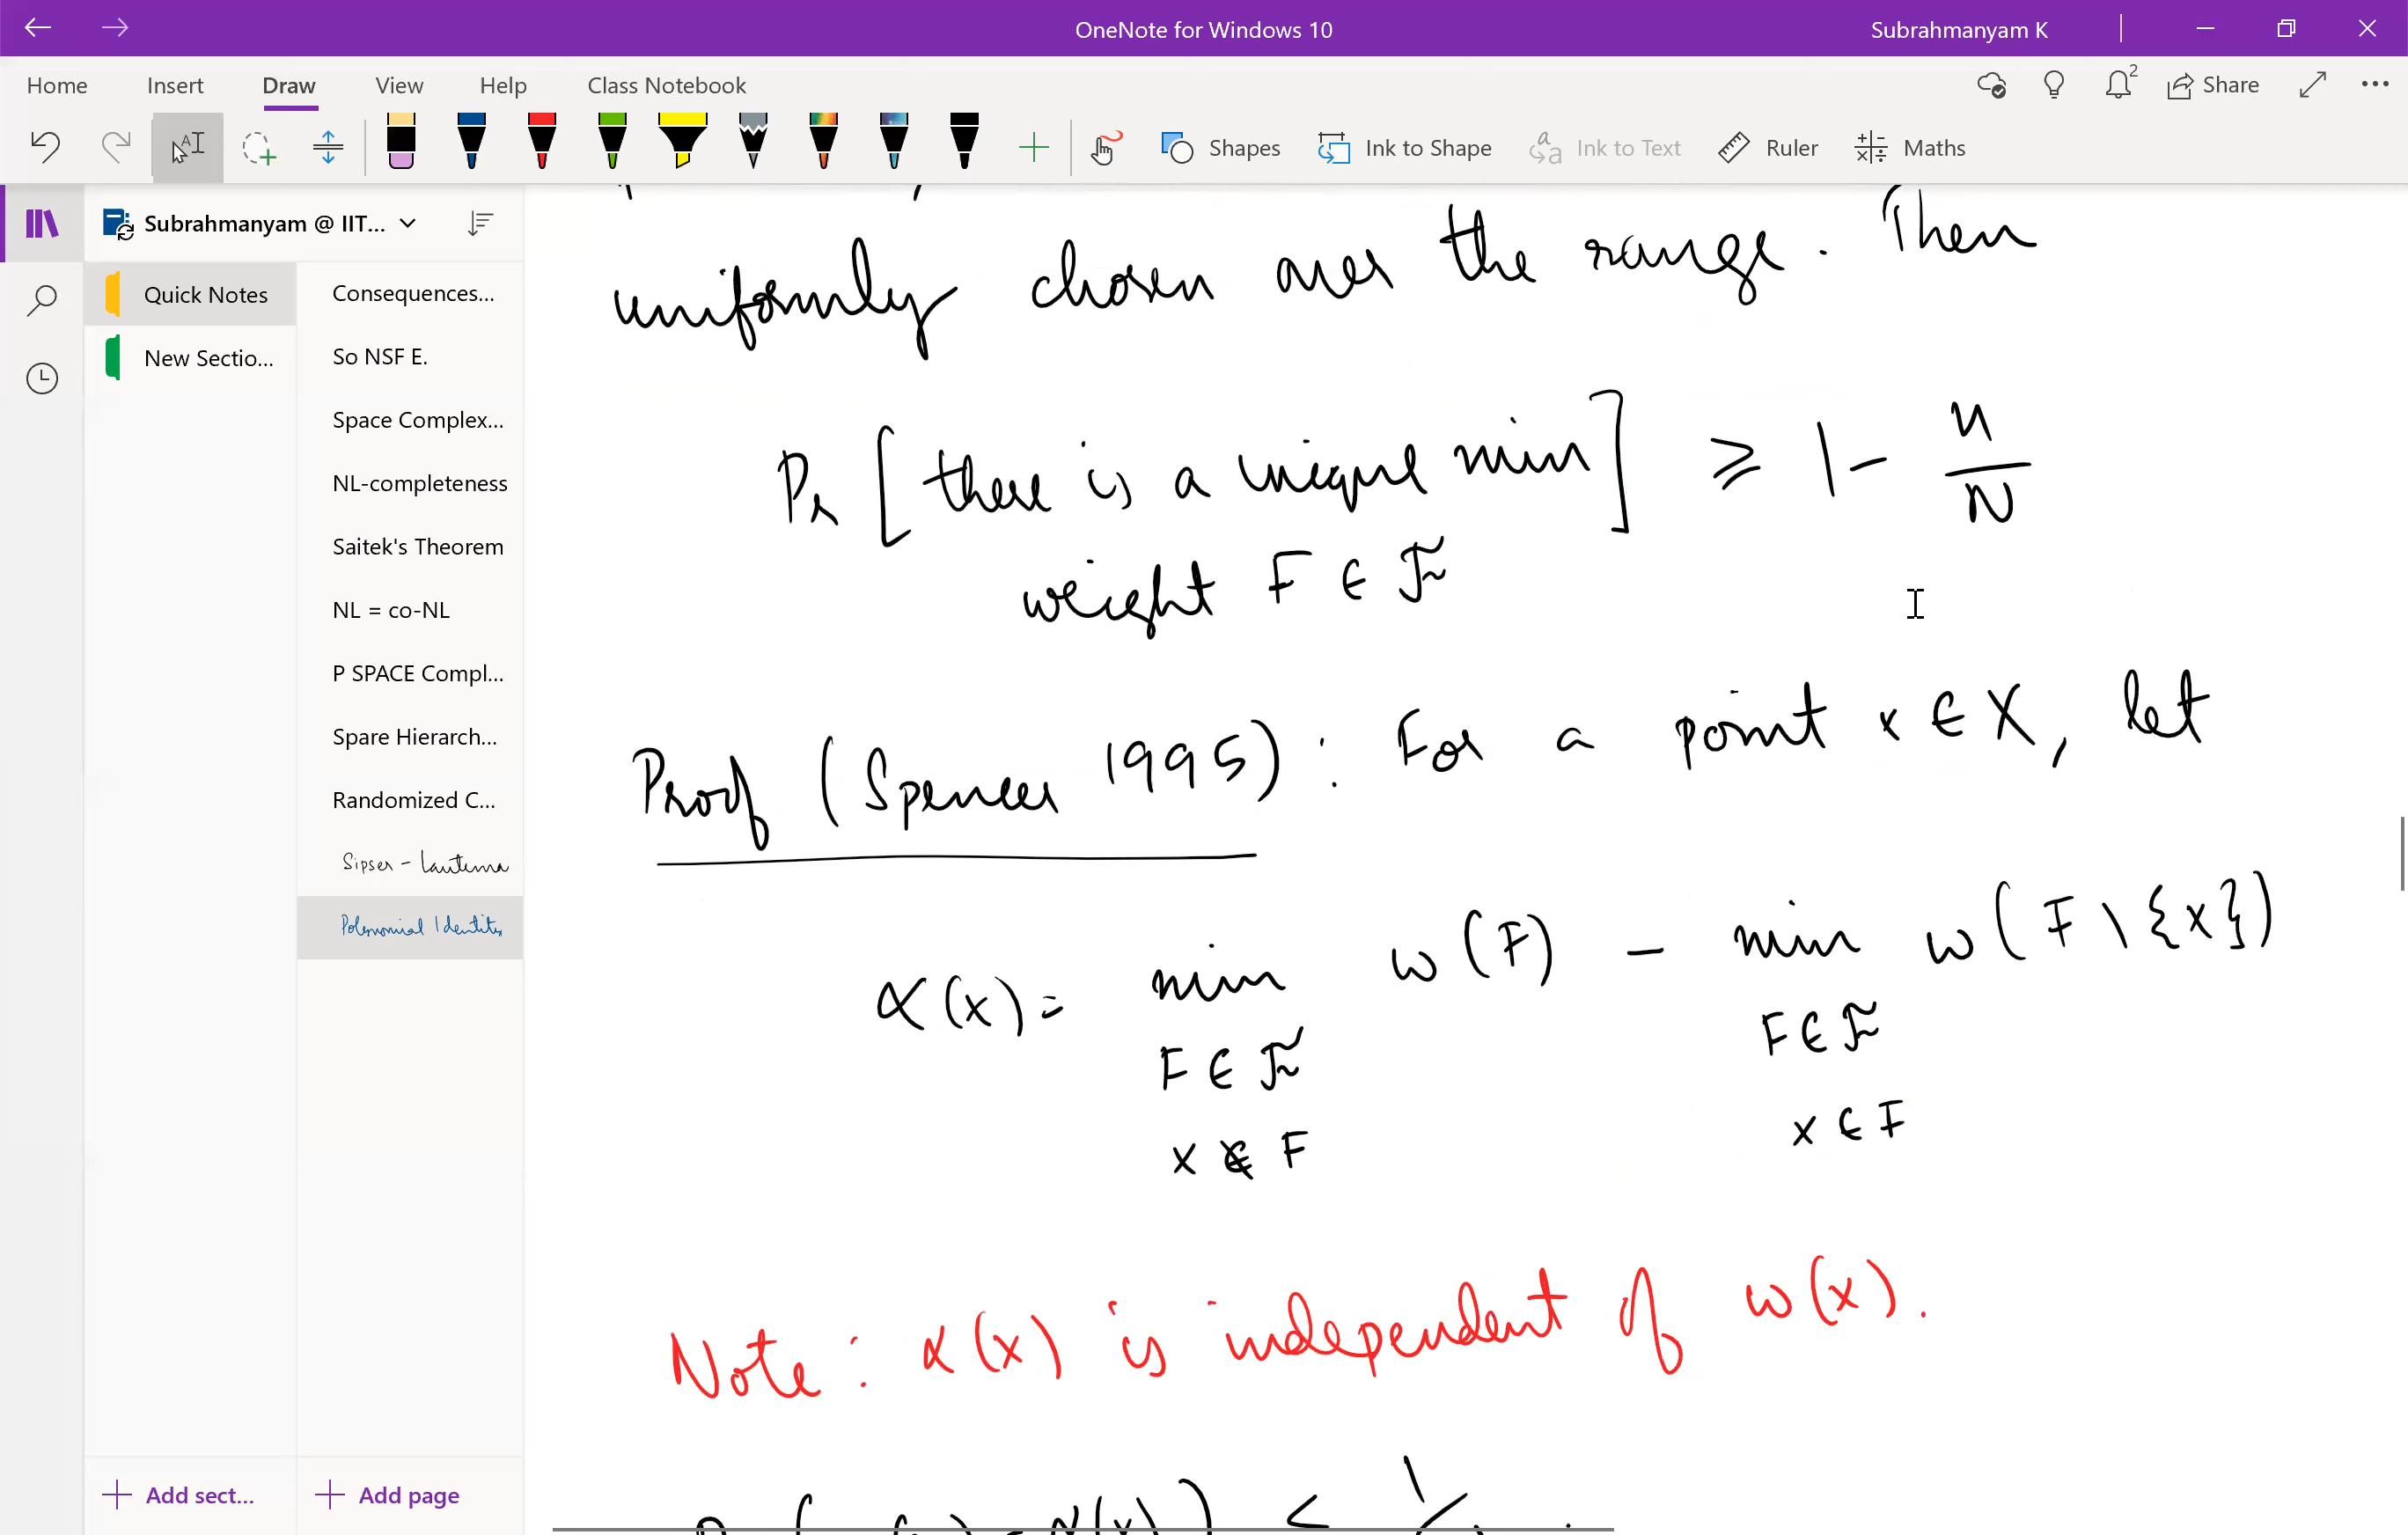 OneNote for Windows 10
Subrahmanyam K
Home Insert Draw View Help Class Notebook
2 Share
Shapes Ink to Shape Ink to Text Ruler Maths
Subrahmanyam @ IIT...
Quick Notes
New Sectio...
Consequences...
So NSF E.
Space Complex...
NL-completeness
Saitek's Theorem
NL = co-NL
P SPACE Compl...
Spare Hierarch...
Randomized C...
Sipser - Lautema
Polynomial Identity
Add sect...
Add page
uniformly chosen over the range. Then
Pr [there is a unique min] ≥ 1 - n/N
weight F ∈ ℱ
Proof (Spencer 1995): For a point x ∈ X, let
α(x) = min w(F) - min w(F \ {x})
F ∈ ℱ F ∈ ℱ
x ∉ F x ∈ F
Note: α(x) is independent of w(x).